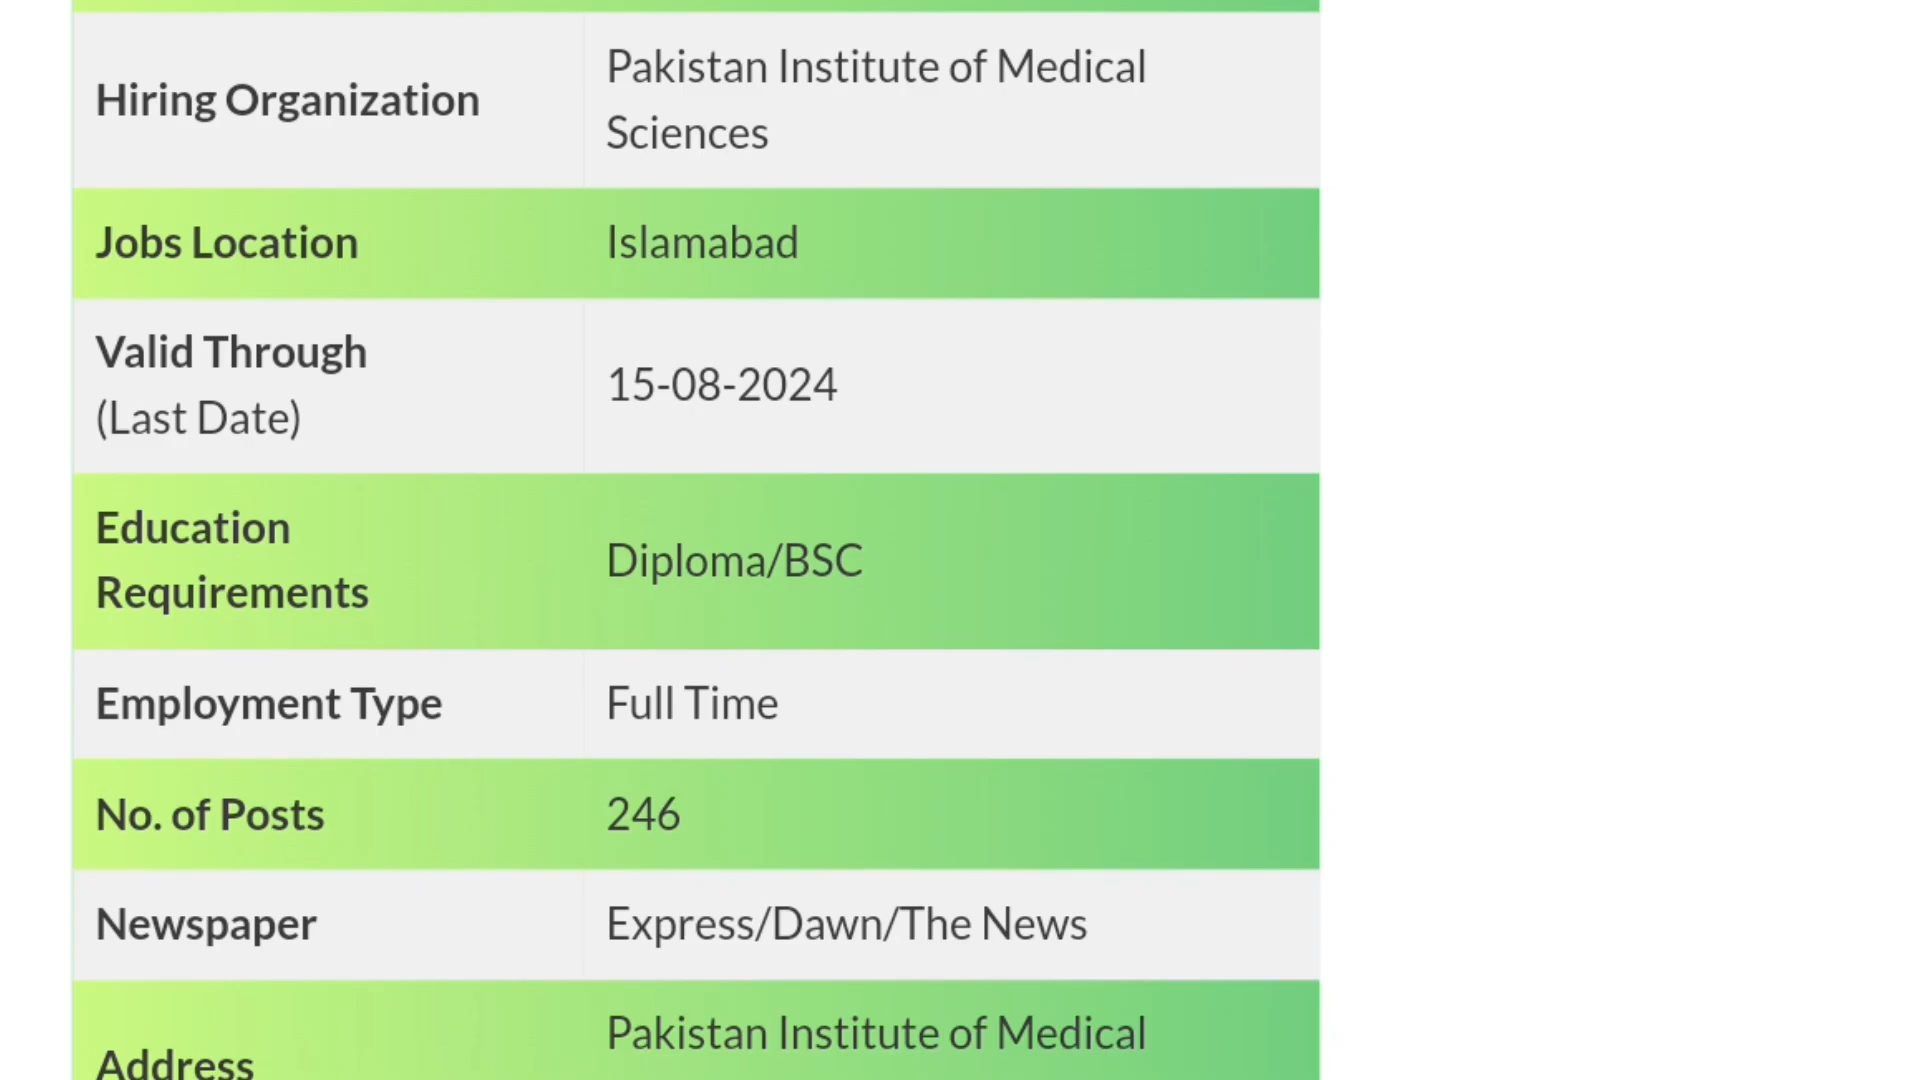 Hiring Organization
Pakistan Institute of Medical
Sciences
Jobs Location
Islamabad
Valid Through
(Last Date)
15-08-2024
Education
Requirements
Diploma/BSC
Employment Type
Full Time
No. of Posts
246
Newspaper
Express/Dawn/The News
Address
Pakistan Institute of Medical